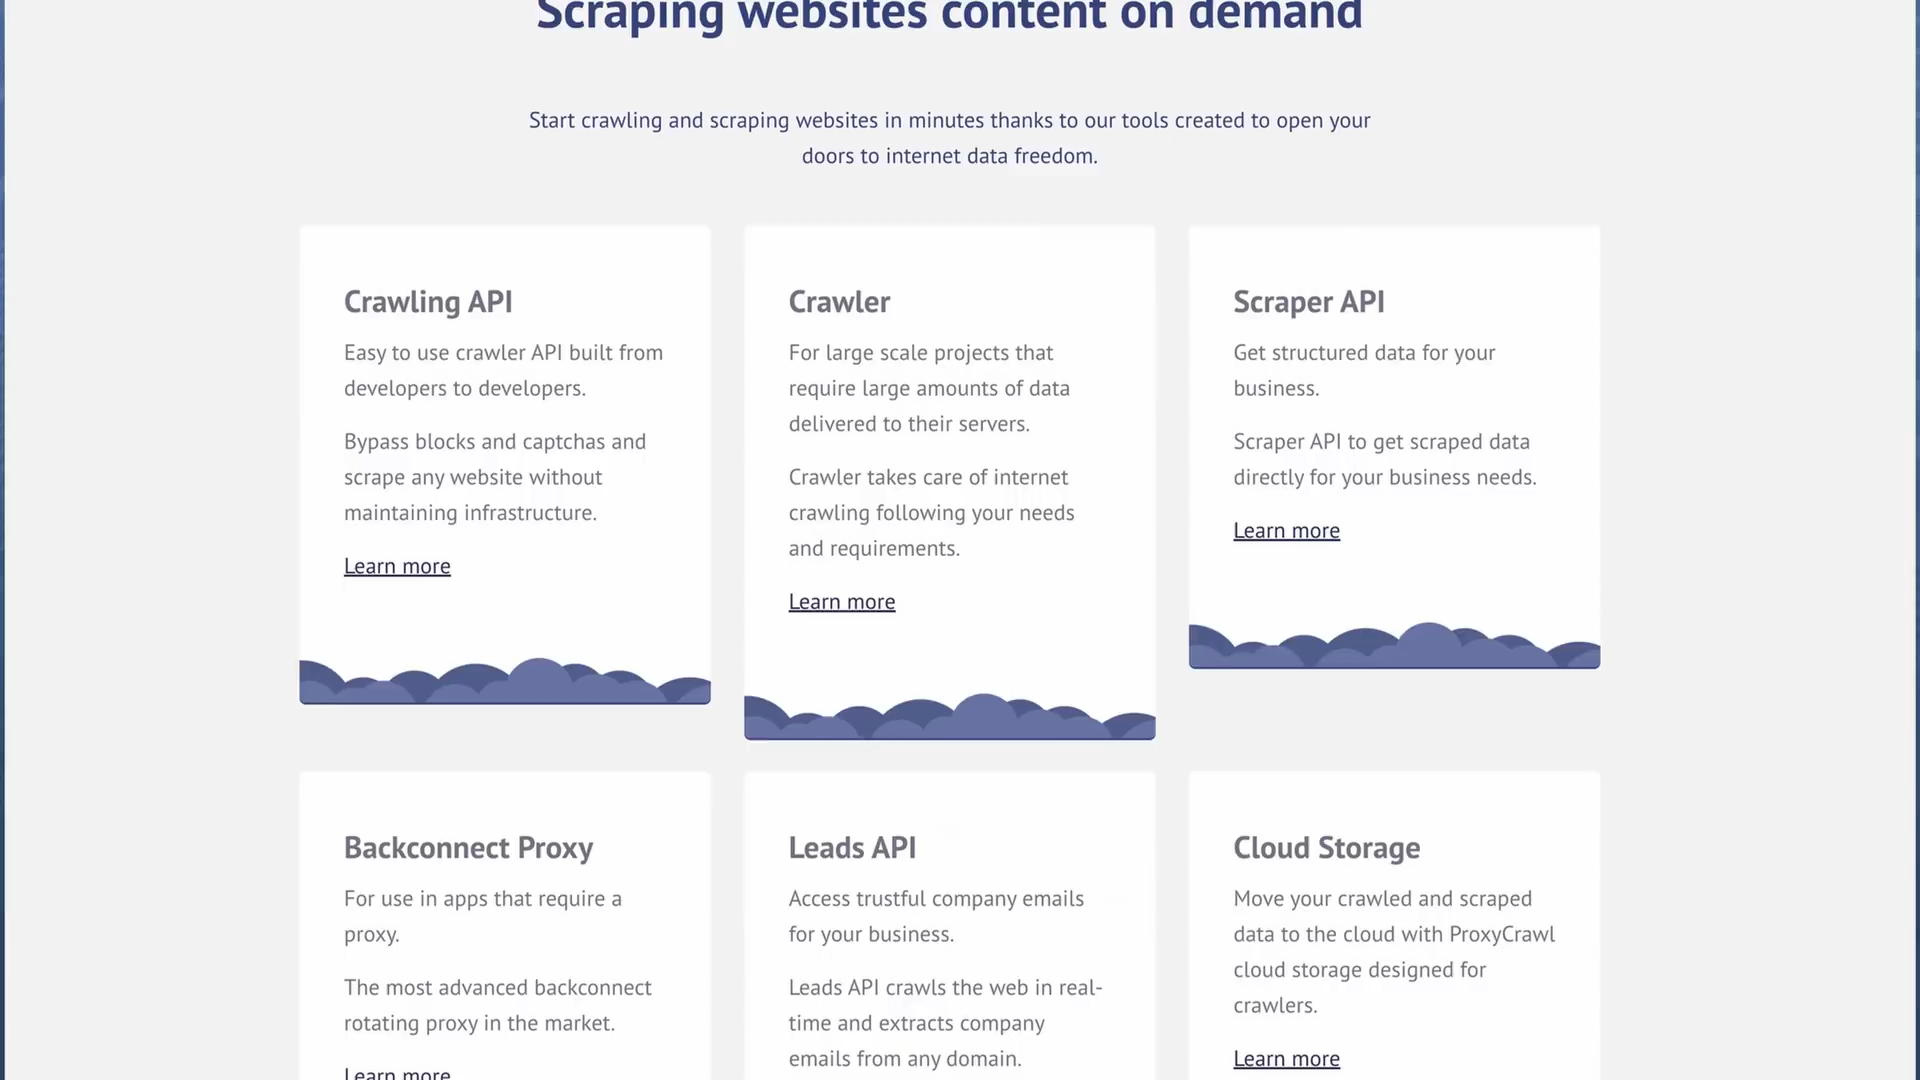 Scraping websites content on demand
Start crawling and scraping websites in minutes thanks to our tools created to open your
doors to internet data freedom.
Crawling API
Easy to use crawler API built from
developers to developers.
Bypass blocks and captchas and
scrape any website without
maintaining infrastructure.
Learn more
Crawler
For large scale projects that
require large amounts of data
delivered to their servers.
Crawler takes care of internet
crawling following your needs
and requirements.
Learn more
Scraper API
Get structured data for your
business.
Scraper API to get scraped data
directly for your business needs.
Learn more
Backconnect Proxy
For use in apps that require a
proxy.
The most advanced backconnect
rotating proxy in the market.
Learn more
Leads API
Access trustful company emails
for your business.
Leads API crawls the web in real-
time and extracts company
emails from any domain.
Cloud Storage
Move your crawled and scraped
data to the cloud with ProxyCrawl
cloud storage designed for
crawlers.
Learn more